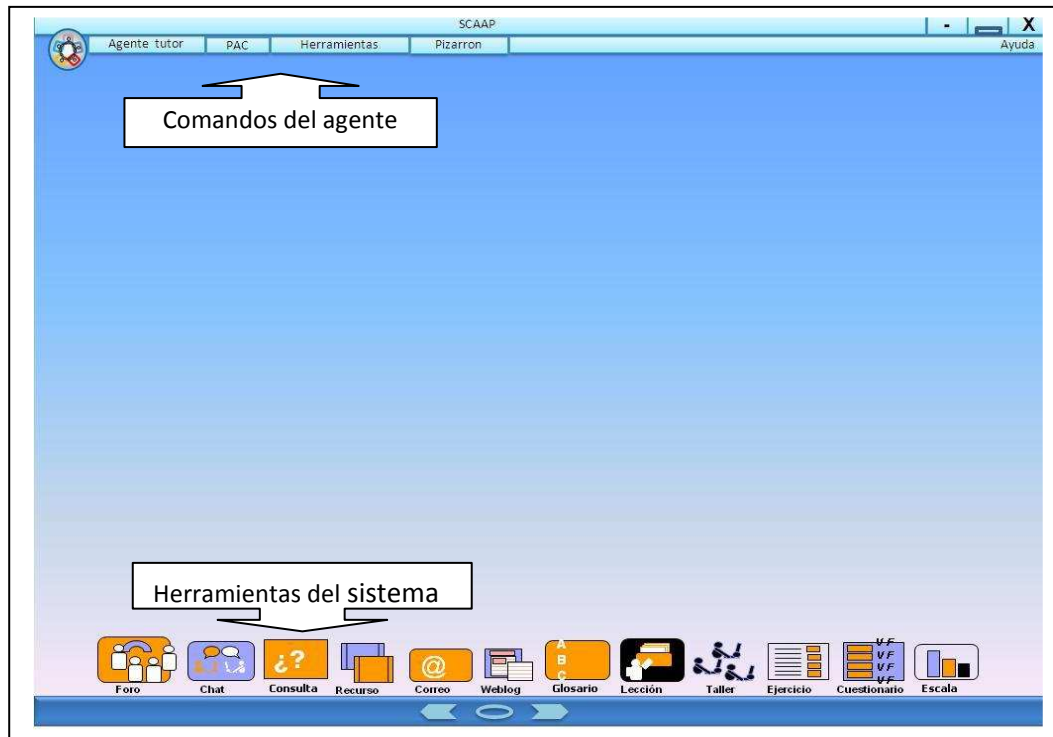 SCAAP
- X
Agente tutor PAC Herramientas Pizarron Ayuda
Comandos del agente
Herramientas del sistema
¿?
@
A
B
C
V F
V F
V F
V F
Foro Chat Consulta Recurso Correo Weblog Glosario Lección Taller Ejercicio Cuestionario Escala